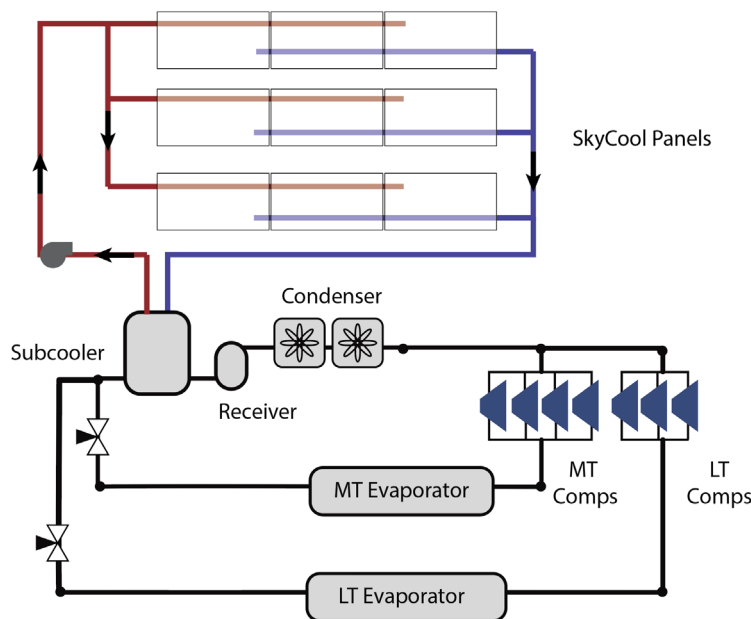 SkyCool Panels
Condenser
Subcooler
Receiver
MT Evaporator
MT
Comps
LT
Comps
LT Evaporator